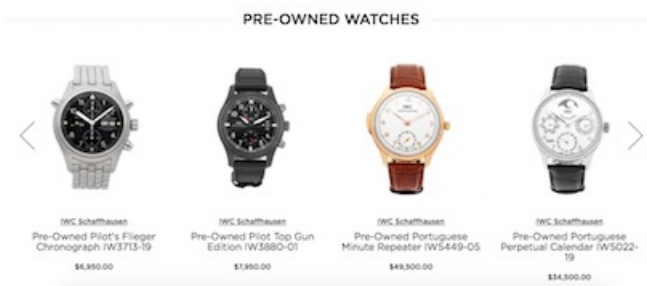 PRE-OWNED WATCHES
IWC Schaffhausen
Pre-Owned Pilot's Flieger
Chronograph IW3713-19
$6,950.00
IWC Schaffhausen
Pre-Owned Pilot Top Gun
Edition IW3880-01
$7,950.00
IWC Schaffhausen
Pre-Owned Portuguese
Minute Repeater IW5449-05
$49,500.00
IWC Schaffhausen
Pre-Owned Portuguese
Perpetual Calendar IW5022-
19
$34,500.00